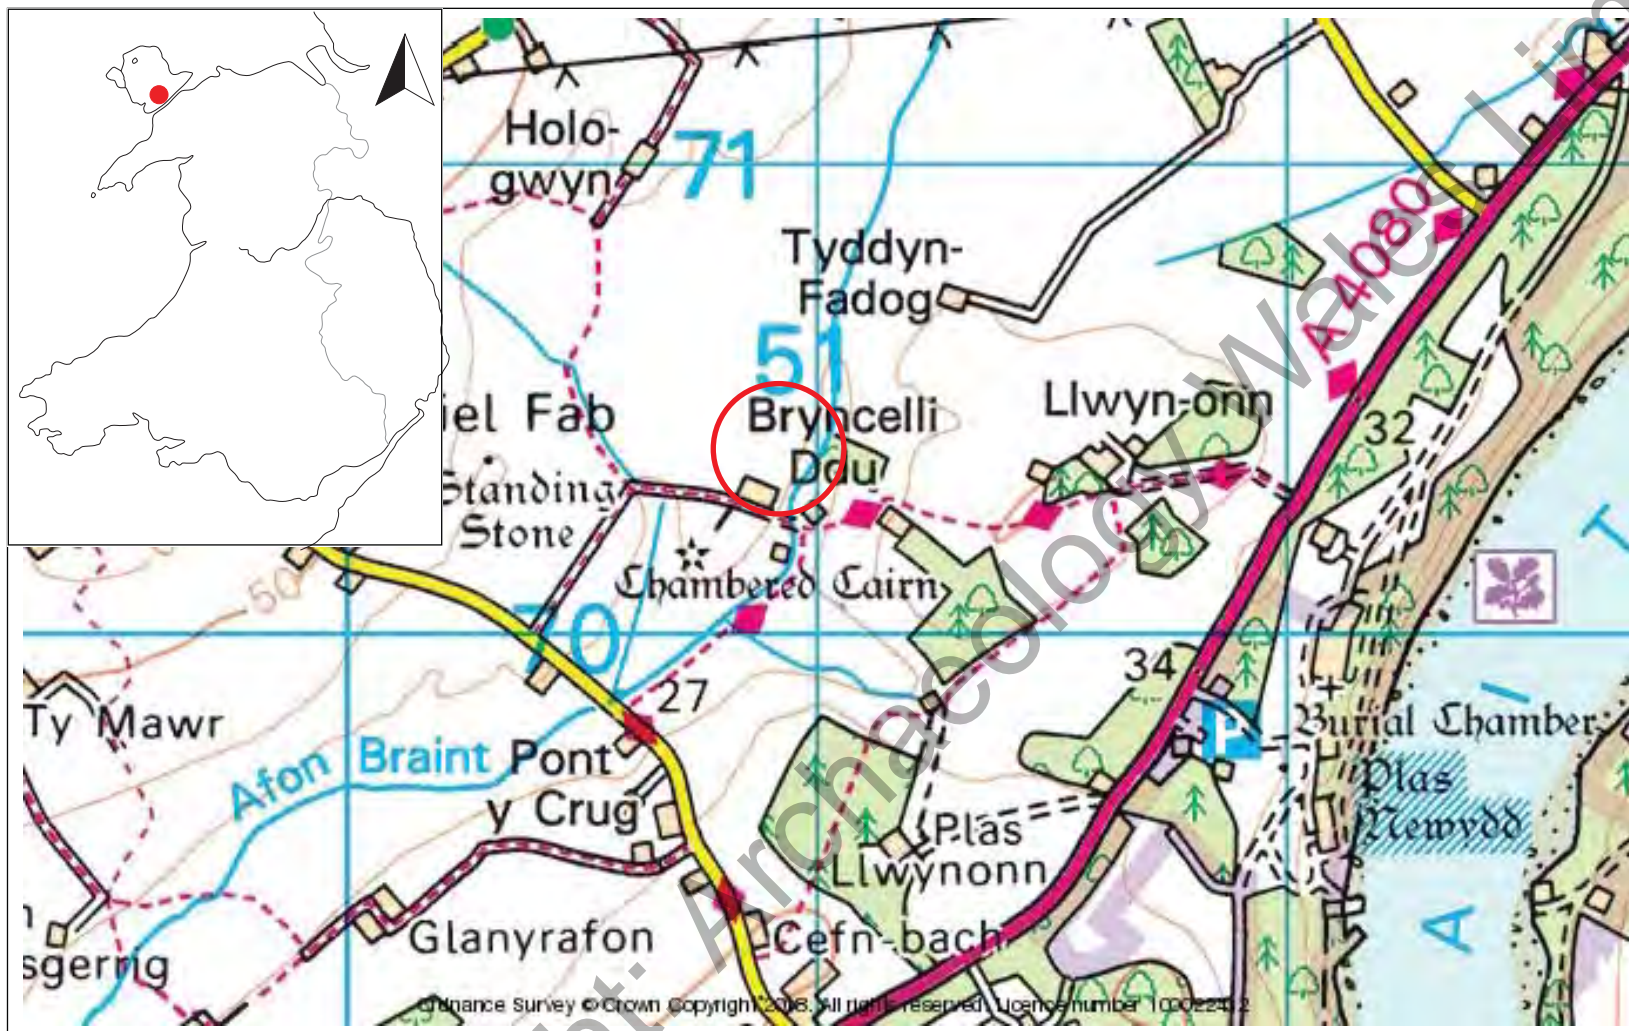 Holo-
gwyn
71
Tyddyn-
Fadog
A 4080
51
iel Fab
Bryncelli
Ddu
Llwyn-onn
32
Standing
Stone
Chambered Cairn
50
70
27
34
Ty Mawr
Afon Braint
Pont
y Crug
P
Burial Chamber
Plas
Newydd
Plas
Llwynonn
T
I
A
Glanyrafon
Cefn-bach
sgerrig
Archaeology Wales
Ordnance Survey © Crown Copyright 2018. All rights reserved. Licence number